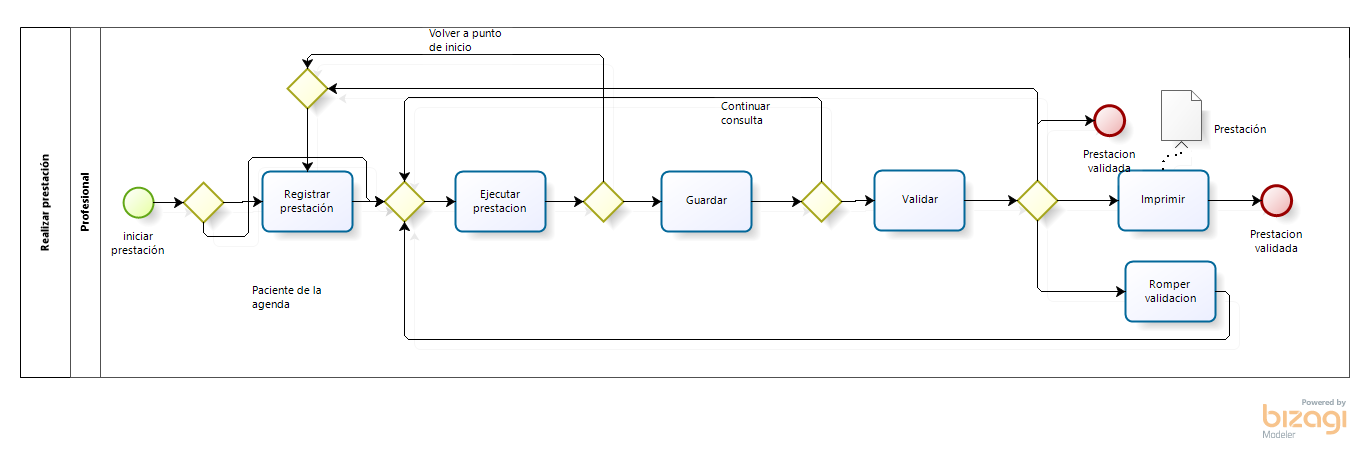 Realizar prestación
Profesional
Volver a punto
de inicio
Continuar
consulta
Prestación
Prestacion
validada
iniciar
prestación
Registrar
prestación
Ejecutar
prestacion
Guardar
Validar
Imprimir
Prestacion
validada
Paciente de la
agenda
Romper
validacion
Powered by
bizagi
Modeler